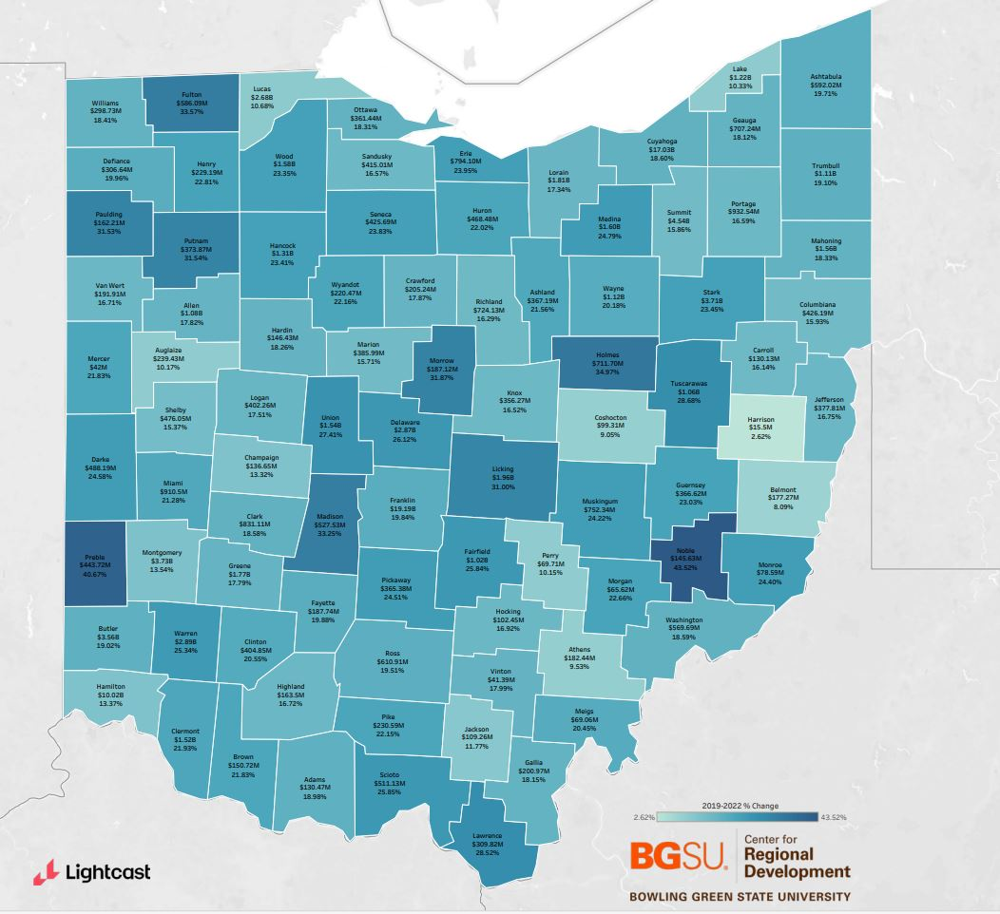 Williams
$298.73M
18.41%
Fulton
$586.09M
33.57%
Lucas
$2.68B
10.68%
Ottawa
$361.44M
18.31%
Lake
$1.22B
10.33%
Ashtabula
$592.02M
19.71%
Geauga
$707.24M
18.12%
Cuyahoga
$17.03B
18.60%
Defiance
$306.64M
19.96%
Henry
$229.19M
22.81%
Wood
$1.58B
23.35%
Sandusky
$415.01M
16.57%
Erie
$794.10M
23.95%
Lorain
$1.81B
17.34%
Trumbull
$1.11B
19.10%
Paulding
$162.21M
31.53%
Putnam
$373.87M
31.54%
Hancock
$1.31B
23.41%
Seneca
$425.69M
23.83%
Huron
$468.48M
22.02%
Medina
$1.60B
24.79%
Summit
$4.54B
15.86%
Portage
$932.54M
16.59%
Mahoning
$1.56B
18.33%
Van Wert
$191.91M
16.71%
Allen
$1.08B
17.82%
Wyandot
$220.47M
22.16%
Crawford
$205.24M
17.87%
Richland
$724.13M
16.29%
Ashland
$367.19M
21.56%
Wayne
$1.12B
20.18%
Stark
$3.71B
23.45%
Columbiana
$426.19M
15.93%
Mercer
$42M
21.83%
Auglaize
$239.43M
10.17%
Hardin
$146.43M
18.26%
Marion
$385.99M
15.71%
Morrow
$187.12M
31.87%
Holmes
$711.70M
34.97%
Tuscarawas
$1.06B
28.68%
Carroll
$130.13M
16.14%
Jefferson
$377.81M
16.75%
Shelby
$476.05M
15.37%
Logan
$402.26M
17.51%
Union
$1.54B
27.41%
Delaware
$2.87B
26.12%
Knox
$356.27M
16.52%
Coshocton
$99.31M
9.05%
Harrison
$15.5M
2.62%
Darke
$488.19M
24.58%
Miami
$910.5M
21.28%
Champaign
$136.65M
13.32%
Licking
$1.96B
31.00%
Guernsey
$366.62M
23.03%
Belmont
$177.27M
8.09%
Clark
$831.11M
18.58%
Madison
$527.53M
33.25%
Franklin
$19.19B
19.84%
Muskingum
$752.34M
24.22%
Preble
$443.72M
40.67%
Montgomery
$3.73B
13.54%
Greene
$1.77B
17.79%
Fairfield
$1.02B
25.84%
Perry
$69.71M
10.15%
Noble
$145.63M
43.52%
Monroe
$78.59M
24.40%
Pickaway
$365.38M
24.51%
Morgan
$65.62M
22.66%
Fayette
$187.74M
19.88%
Hocking
$102.45M
16.92%
Washington
$569.69M
18.59%
Butler
$3.56B
19.02%
Warren
$2.89B
25.34%
Clinton
$404.85M
20.55%
Ross
$610.91M
19.51%
Athens
$182.44M
9.53%
Hamilton
$10.02B
13.37%
Highland
$163.5M
16.72%
Vinton
$41.39M
17.99%
Clermont
$1.52B
21.93%
Pike
$230.59M
22.15%
Jackson
$109.26M
11.77%
Meigs
$69.06M
20.45%
Brown
$150.72M
21.83%
Adams
$130.47M
18.98%
Scioto
$511.13M
25.85%
Gallia
$200.97M
18.15%
Lawrence
$309.82M
28.52%
2019-2022 % Change
2.62% 43.52%
Lightcast
BGSU.
Center for
Regional
Development
BOWLING GREEN STATE UNIVERSITY